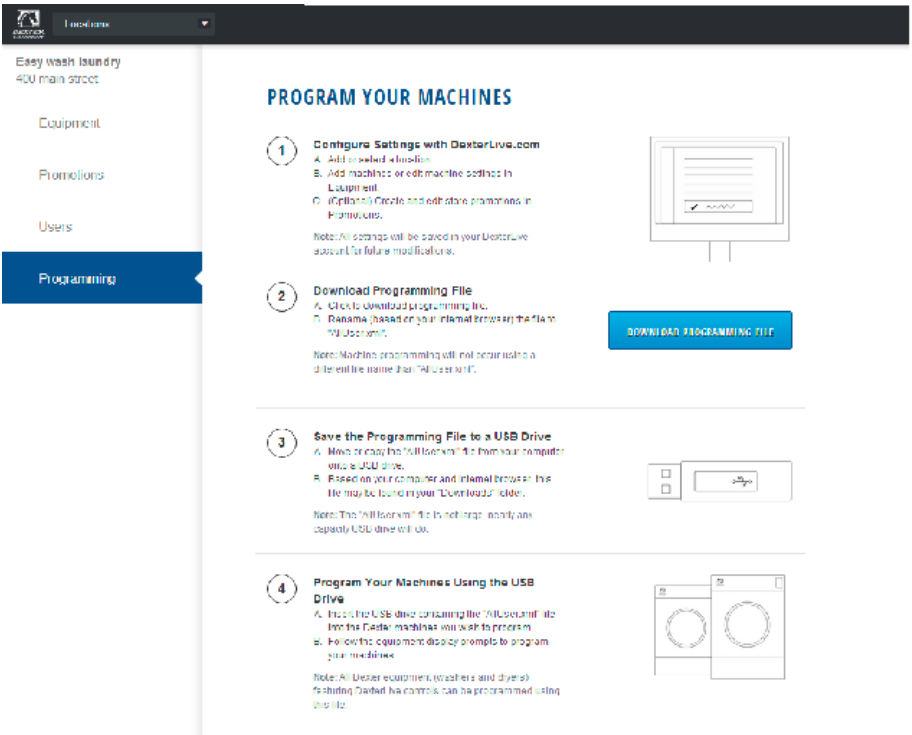 DEXTER
LAUNDRY
Locations
Easy wash laundry
400 main street
Equipment
Promotions
Users
Programming
PROGRAM YOUR MACHINES
1
Configure Settings with DexterLive.com
A. Add or select a location.
B. Add machines or edit machine settings in
Equipment.
C. (Optional) Create and edit store promotions in
Promotions.
Note: All settings will be saved in your DexterLive
account for future modifications.
2
Download Programming File
A. Click to download programming file.
B. Rename (based on your internet browser) the file to
"AllUser.xml".
Note: Machine programming will not occur using a
different file name than "AllUser.xml".
DOWNLOAD PROGRAMMING FILE
3
Save the Programming File to a USB Drive
A. Move or copy the "AllUser.xml" file from your computer
onto a USB drive.
B. Based on your computer and internet browser, this
file may be found in your "Downloads" folder.
Note: The "AllUser.xml" file is not large, nearly any
capacity USB drive will do.
4
Program Your Machines Using the USB
Drive
A. Insert the USB drive containing the "AllUser.xml" file
into the Dexter machines you wish to program.
B. Follow the equipment display prompts to program
your machines.
Note: All Dexter equipment (washers and dryers)
featuring DexterLive controls can be programmed using
this file.